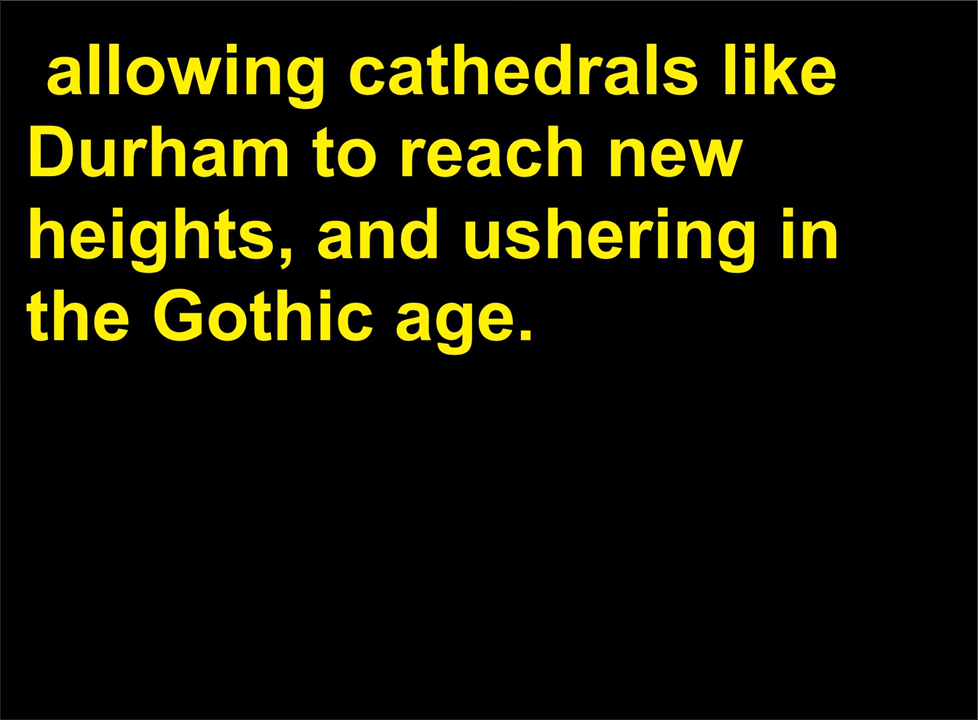 allowing cathedrals like
Durham to reach new
heights, and ushering in
the Gothic age.